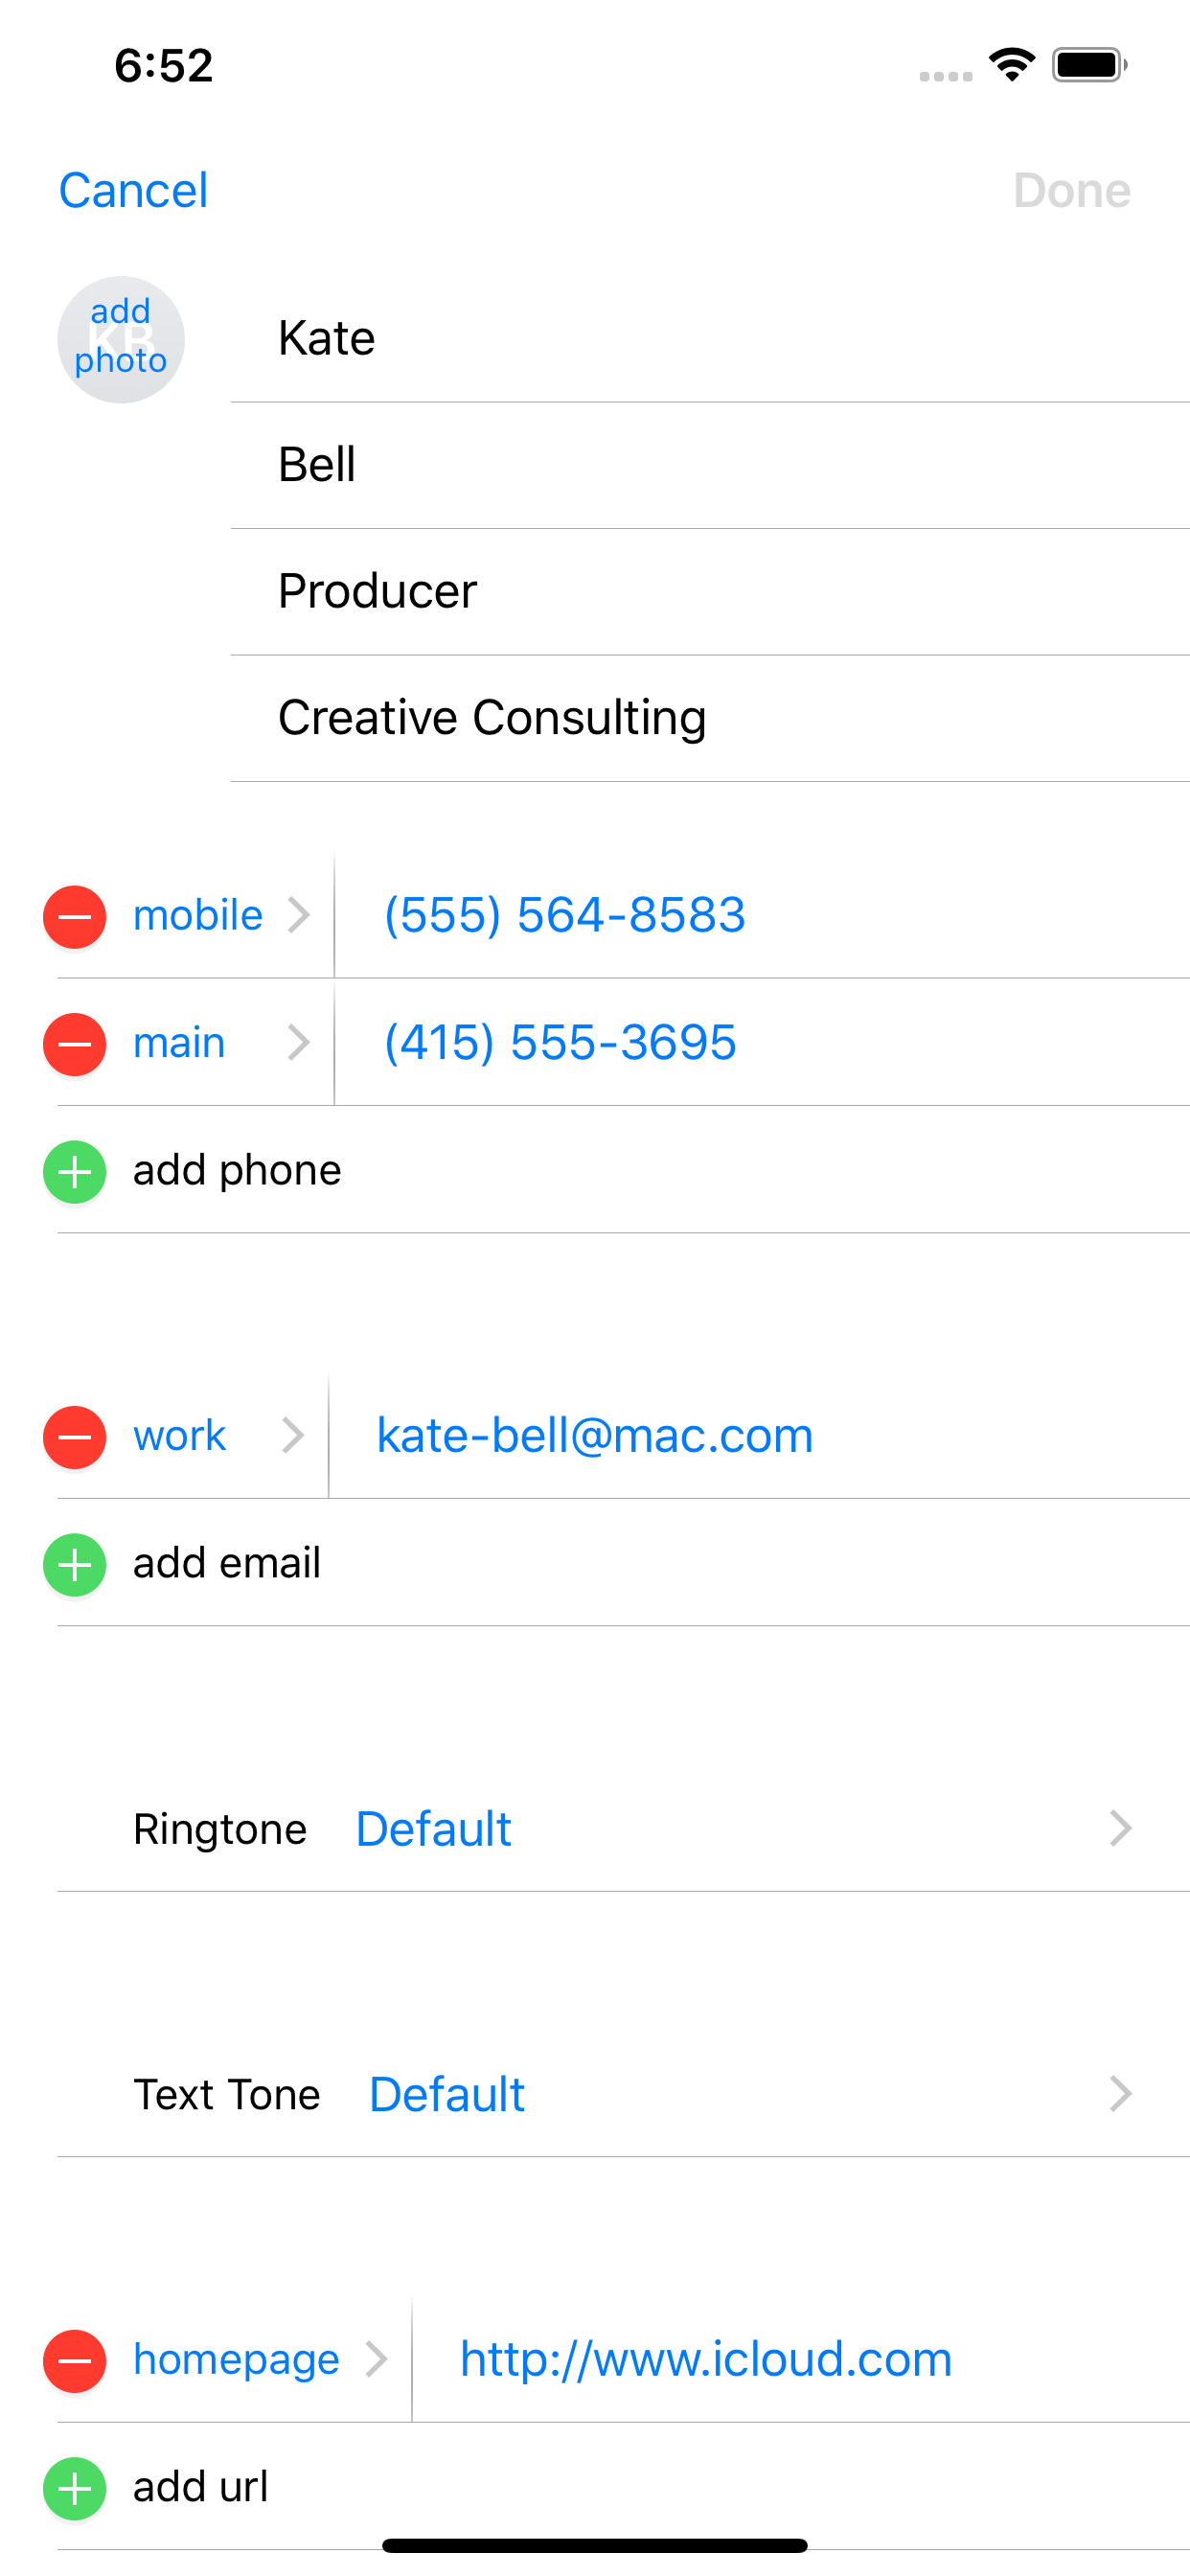 6:52
Cancel
Done
KB
add
photo
Kate
Bell
Producer
Creative Consulting
mobile
(555) 564-8583
main
(415) 555-3695
add phone
work
kate-bell@mac.com
add email
Ringtone
Default
Text Tone
Default
homepage
http://www.icloud.com
add url